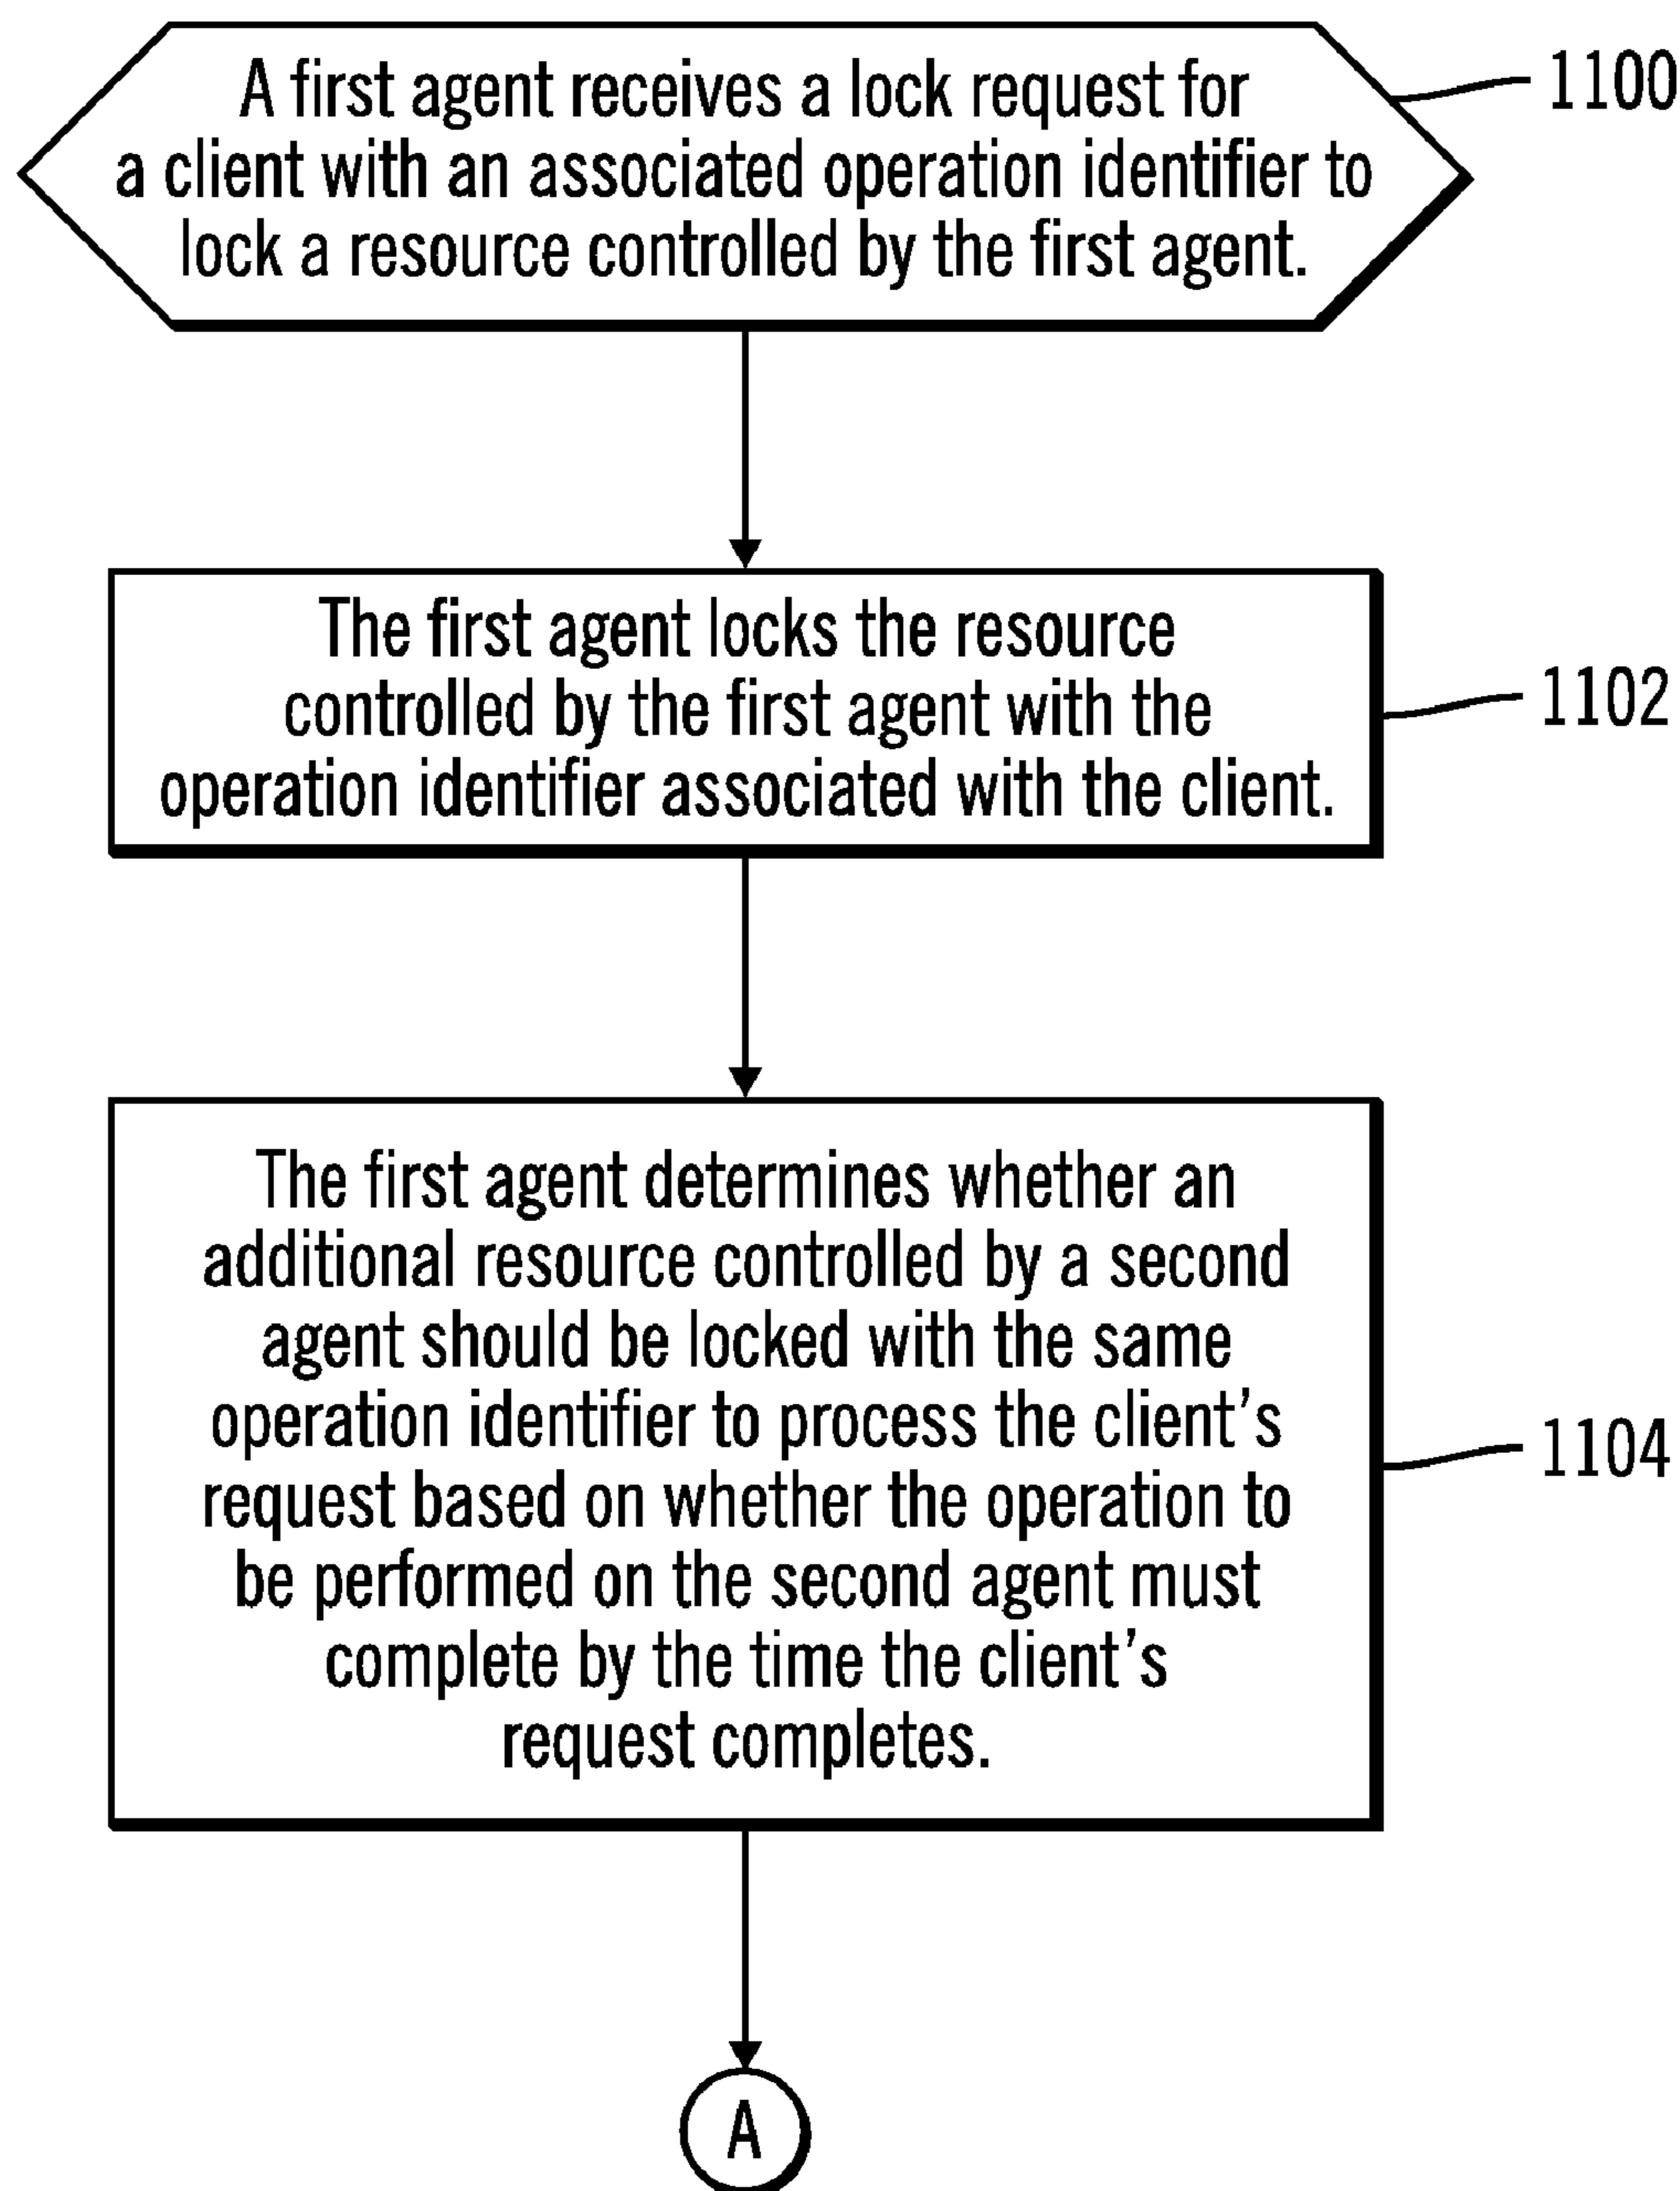 A first agent receives a lock request for
a client with an associated operation identifier to
lock a resource controlled by the first agent.
1100
The first agent locks the resource
controlled by the first agent with the
operation identifier associated with the client.
1102
The first agent determines whether an
additional resource controlled by a second
agent should be locked with the same
operation identifier to process the client's
request based on whether the operation to
be performed on the second agent must
complete by the time the client's
request completes.
1104
A